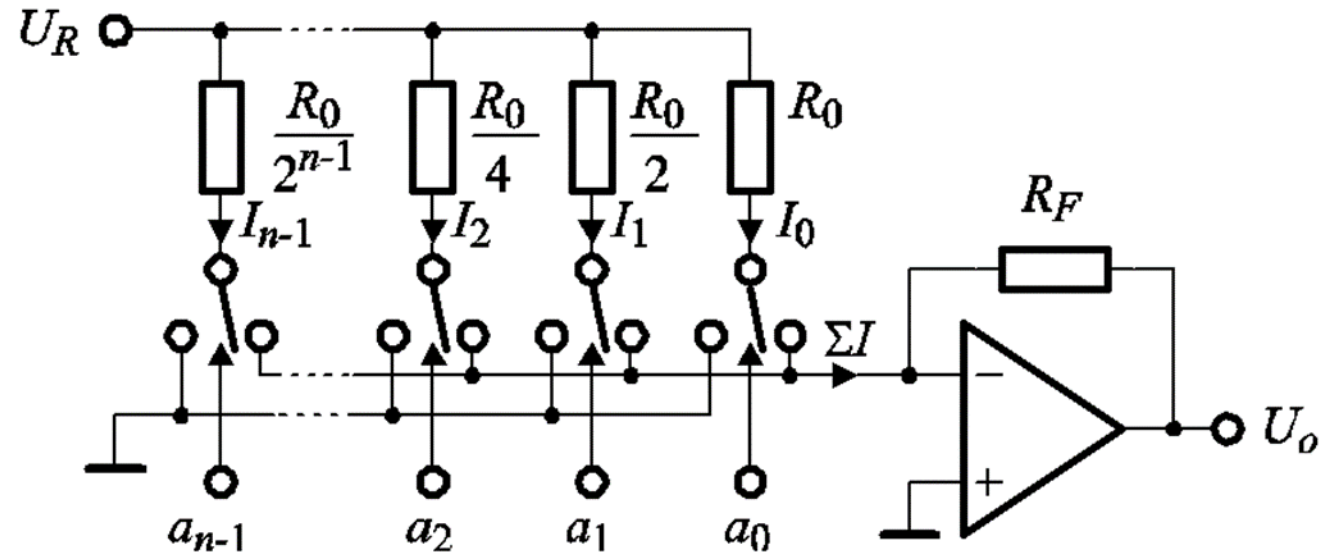 U_R
R_0 / 2^{n-1}
R_0 / 4
R_0 / 2
R_0
I_{n-1}
I_2
I_1
I_0
R_F
ΣI
−
+
U_o
a_{n-1}
a_2
a_1
a_0